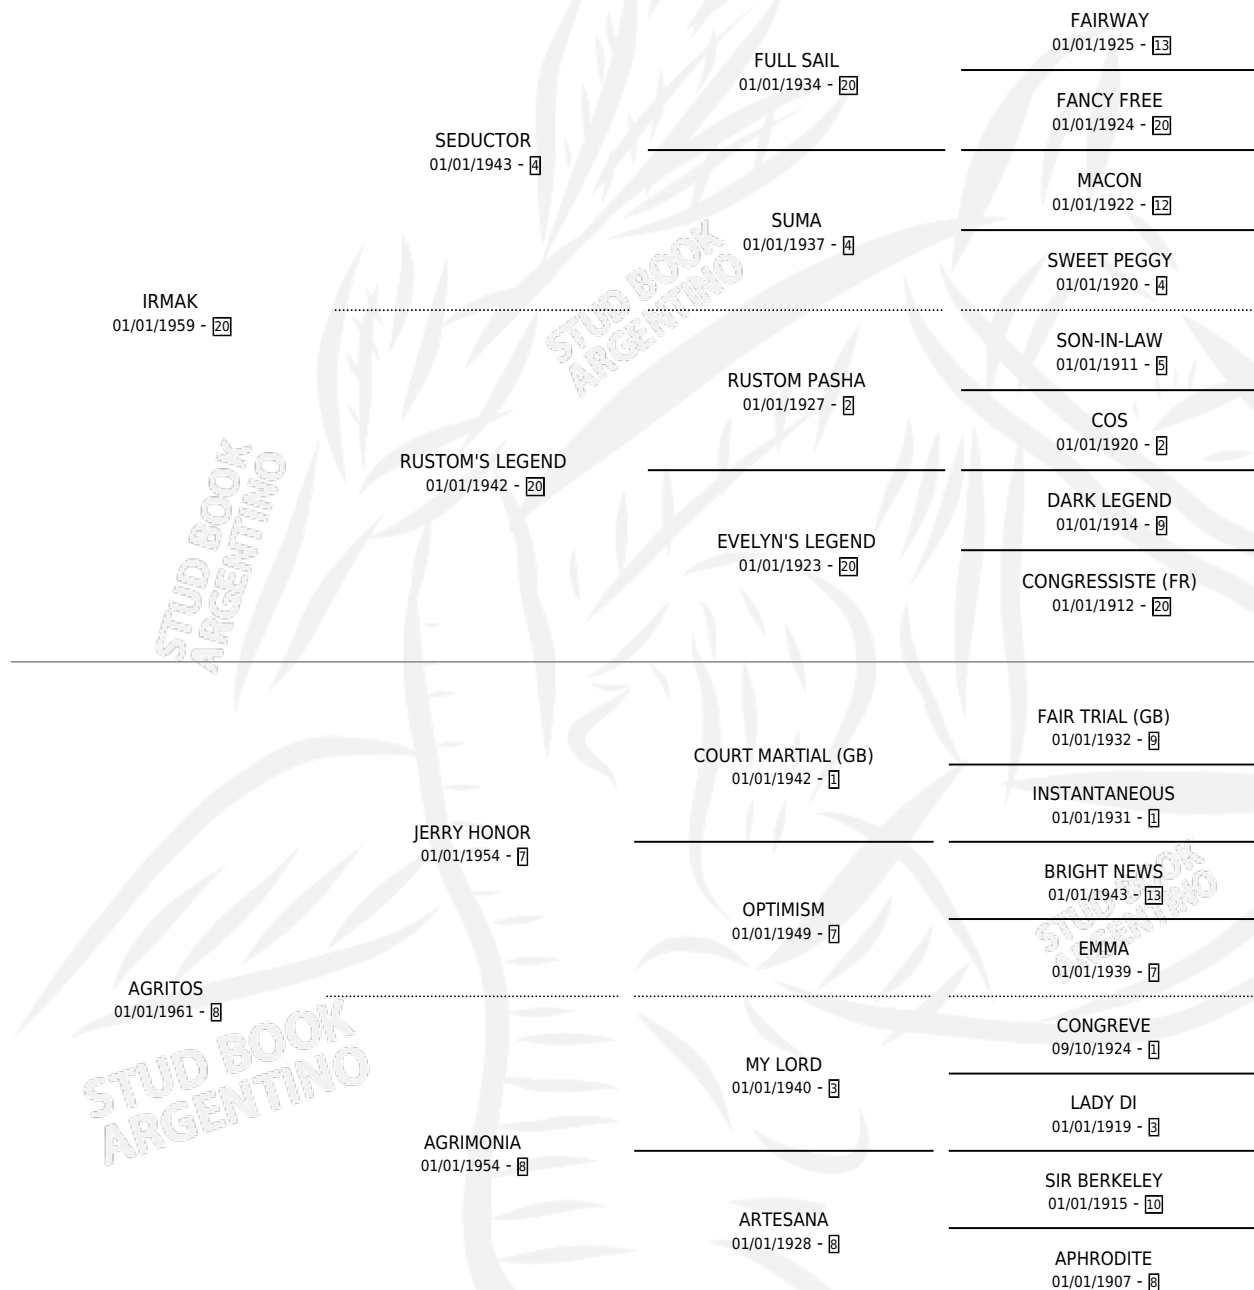 FAIRWAY
01/01/1925 - 13
FULL SAIL
01/01/1934 - 20
FANCY FREE
01/01/1924 - 20
SEDUCTOR
01/01/1943 - 4
MACON
01/01/1922 - 12
SUMA
01/01/1937 - 4
SWEET PEGGY
01/01/1920 - 4
IRMAK
01/01/1959 - 20
SON-IN-LAW
01/01/1911 - 5
RUSTOM PASHA
01/01/1927 - 2
COS
01/01/1920 - 2
RUSTOM'S LEGEND
01/01/1942 - 20
DARK LEGEND
01/01/1914 - 9
EVELYN'S LEGEND
01/01/1923 - 20
CONGRESSISTE (FR)
01/01/1912 - 20
STUD BOOK
ARGENTINO
STUD BOOK
ARGENTINO
FAIR TRIAL (GB)
01/01/1932 - 9
COURT MARTIAL (GB)
01/01/1942 - 1
INSTANTANEOUS
01/01/1931 - 1
JERRY HONOR
01/01/1954 - 7
BRIGHT NEWS
01/01/1943 - 13
OPTIMISM
01/01/1949 - 7
EMMA
01/01/1939 - 7
AGRITOS
01/01/1961 - 8
CONGREVE
09/10/1924 - 1
MY LORD
01/01/1940 - 3
LADY DI
01/01/1919 - 3
AGRIMONIA
01/01/1954 - 8
SIR BERKELEY
01/01/1915 - 10
ARTESANA
01/01/1928 - 8
APHRODITE
01/01/1907 - 8
STUD BOOK
ARGENTINO
STUD BOOK
ARGENTINO